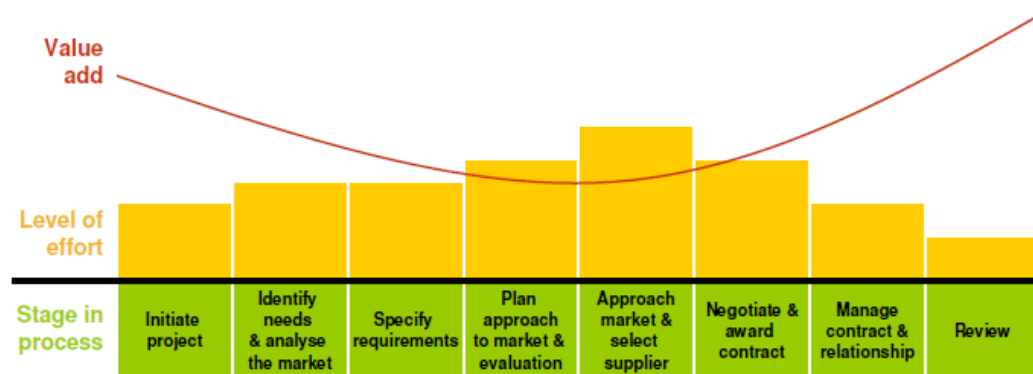 Value
add
Level of
effort
Stage in
process
Initiate
project
Identify
needs
& analyse
the market
Specify
requirements
Plan
approach
to market &
evaluation
Approach
market &
select
supplier
Negotiate &
award
contract
Manage
contract &
relationship
Review